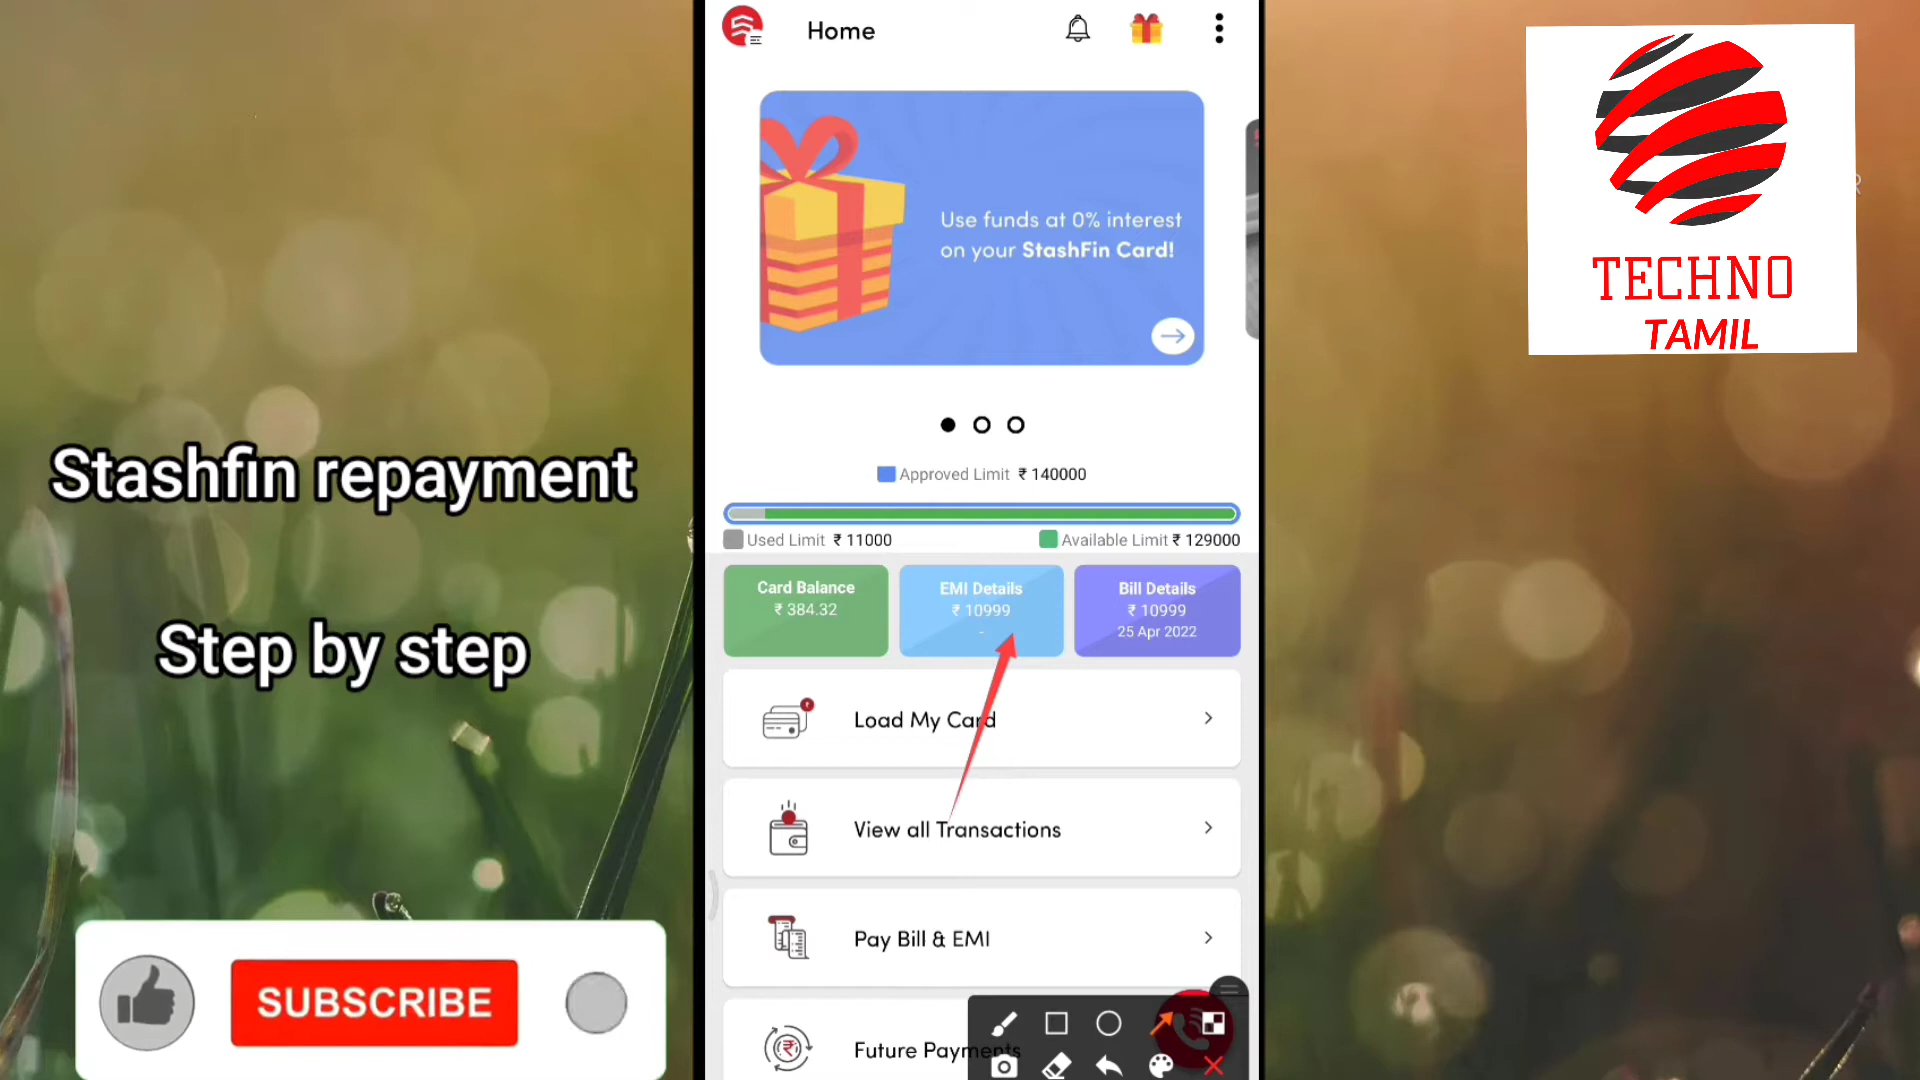 Home
Use funds at 0% interest
on your StashFin Card!
Approved Limit ₹ 140000
Used Limit ₹ 11000
Available Limit ₹ 129000
Card Balance
₹ 384.32
EMI Details
₹ 10999
-
Bill Details
₹ 10999
25 Apr 2022
Load My Card
View all Transactions
Pay Bill & EMI
Future Payments
Stashfin repayment
Step by step
SUBSCRIBE
TECHNO
TAMIL
R